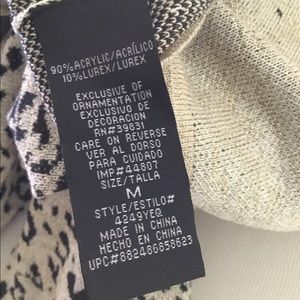 90% ACRYLIC/ACRÍLICO
10% LUREX/LUREX
EXCLUSIVE OF
ORNAMENTATION
EXCLUSIVO DE
DECORACION
RN#39831
CARE ON REVERSE
VER AL DORSO
PARA CUIDADO
IMP#44807
SIZE/TALLA
M
STYLE/ESTILO#
4249YEQ
MADE IN CHINA
HECHO EN CHINA
UPC#882486858623